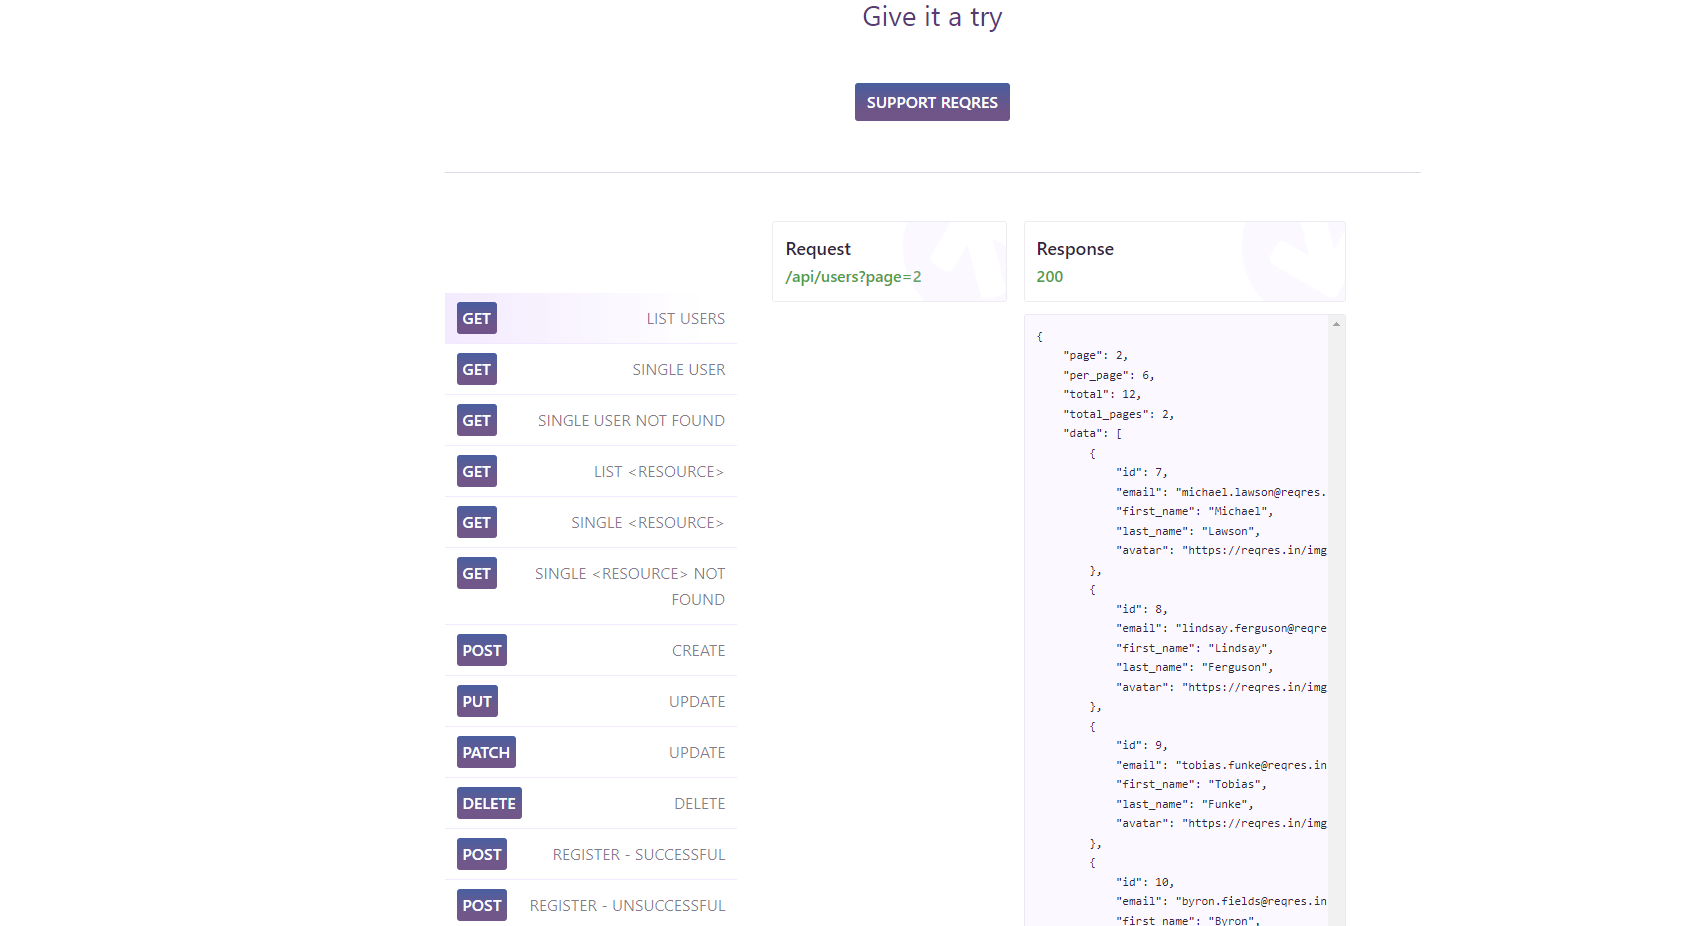 Give it a try
SUPPORT REQRES
GET LIST USERS
GET SINGLE USER
GET SINGLE USER NOT FOUND
GET LIST <RESOURCE>
GET SINGLE <RESOURCE>
GET SINGLE <RESOURCE> NOT
FOUND
POST CREATE
PUT UPDATE
PATCH UPDATE
DELETE DELETE
POST REGISTER - SUCCESSFUL
POST REGISTER - UNSUCCESSFUL
Request
/api/users?page=2
Response
200
{
"page": 2,
"per_page": 6,
"total": 12,
"total_pages": 2,
"data": [
{
"id": 7,
"email": "michael.lawson@reqres.
"first_name": "Michael",
"last_name": "Lawson",
"avatar": "https://reqres.in/img
},
{
"id": 8,
"email": "lindsay.ferguson@reqre
"first_name": "Lindsay",
"last_name": "Ferguson",
"avatar": "https://reqres.in/img
},
{
"id": 9,
"email": "tobias.funke@reqres.in
"first_name": "Tobias",
"last_name": "Funke",
"avatar": "https://reqres.in/img
},
{
"id": 10,
"email": "byron.fields@reqres.in
"first_name": "Byron",